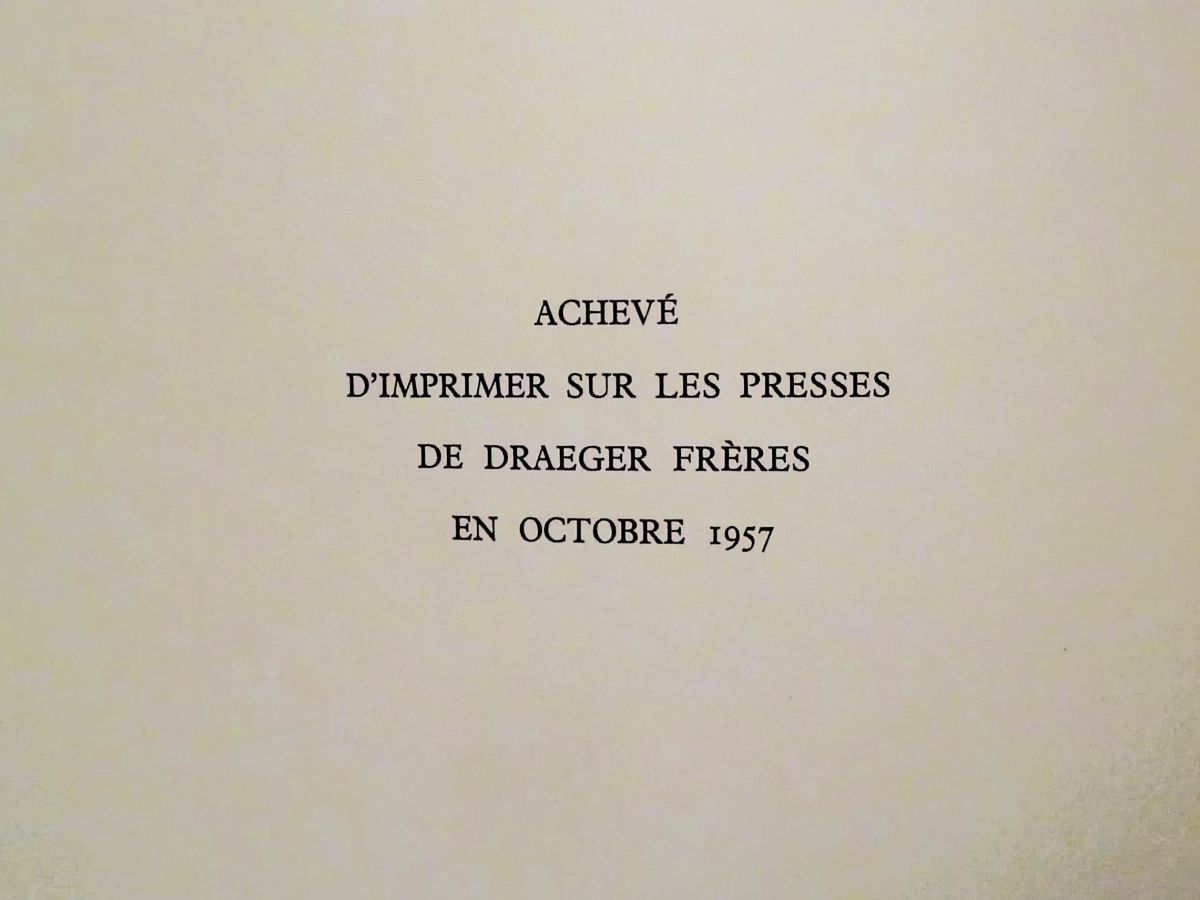 ACHEVÉ
D’IMPRIMER SUR LES PRESSES
DE DRAEGER FRÈRES
EN OCTOBRE 1957